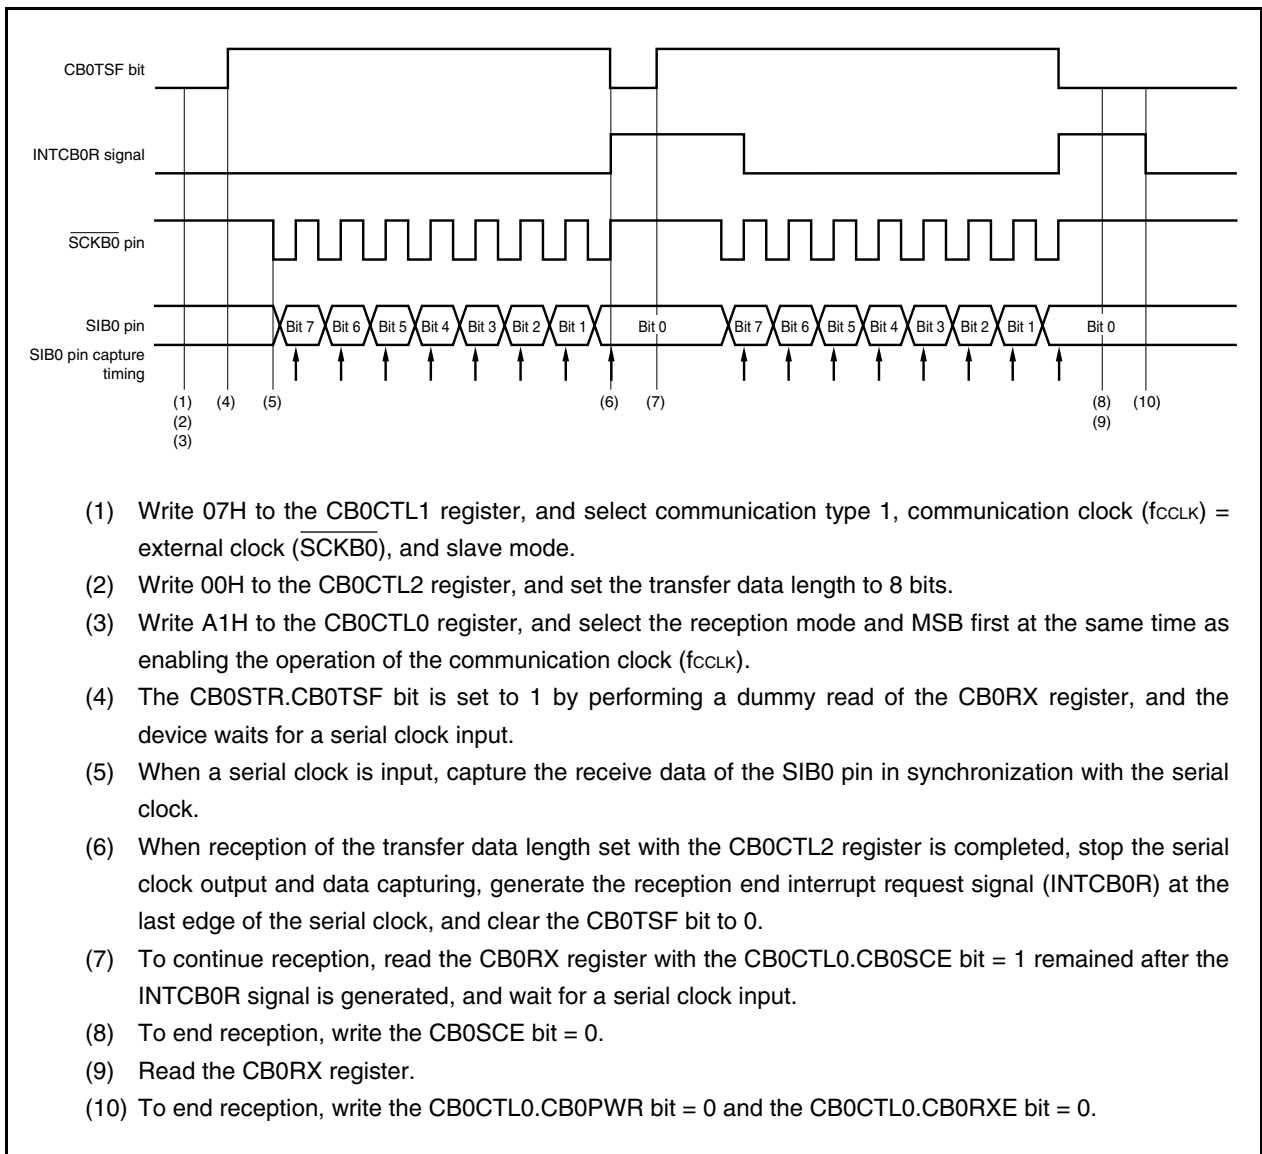 CB0TSF bit
INTCB0R signal
SCKB0 pin
SIB0 pin
Bit 7 Bit 6 Bit 5 Bit 4 Bit 3 Bit 2 Bit 1 Bit 0 Bit 7 Bit 6 Bit 5 Bit 4 Bit 3 Bit 2 Bit 1 Bit 0
SIB0 pin capture
timing
(1) (4) (5) (6) (7) (8) (10)
(2) (9)
(3)
(1) Write 07H to the CB0CTL1 register, and select communication type 1, communication clock (fCCLK) =
external clock (SCKB0), and slave mode.
(2) Write 00H to the CB0CTL2 register, and set the transfer data length to 8 bits.
(3) Write A1H to the CB0CTL0 register, and select the reception mode and MSB first at the same time as
enabling the operation of the communication clock (fCCLK).
(4) The CB0STR.CB0TSF bit is set to 1 by performing a dummy read of the CB0RX register, and the
device waits for a serial clock input.
(5) When a serial clock is input, capture the receive data of the SIB0 pin in synchronization with the serial
clock.
(6) When reception of the transfer data length set with the CB0CTL2 register is completed, stop the serial
clock output and data capturing, generate the reception end interrupt request signal (INTCB0R) at the
last edge of the serial clock, and clear the CB0TSF bit to 0.
(7) To continue reception, read the CB0RX register with the CB0CTL0.CB0SCE bit = 1 remained after the
INTCB0R signal is generated, and wait for a serial clock input.
(8) To end reception, write the CB0SCE bit = 0.
(9) Read the CB0RX register.
(10) To end reception, write the CB0CTL0.CB0PWR bit = 0 and the CB0CTL0.CB0RXE bit = 0.